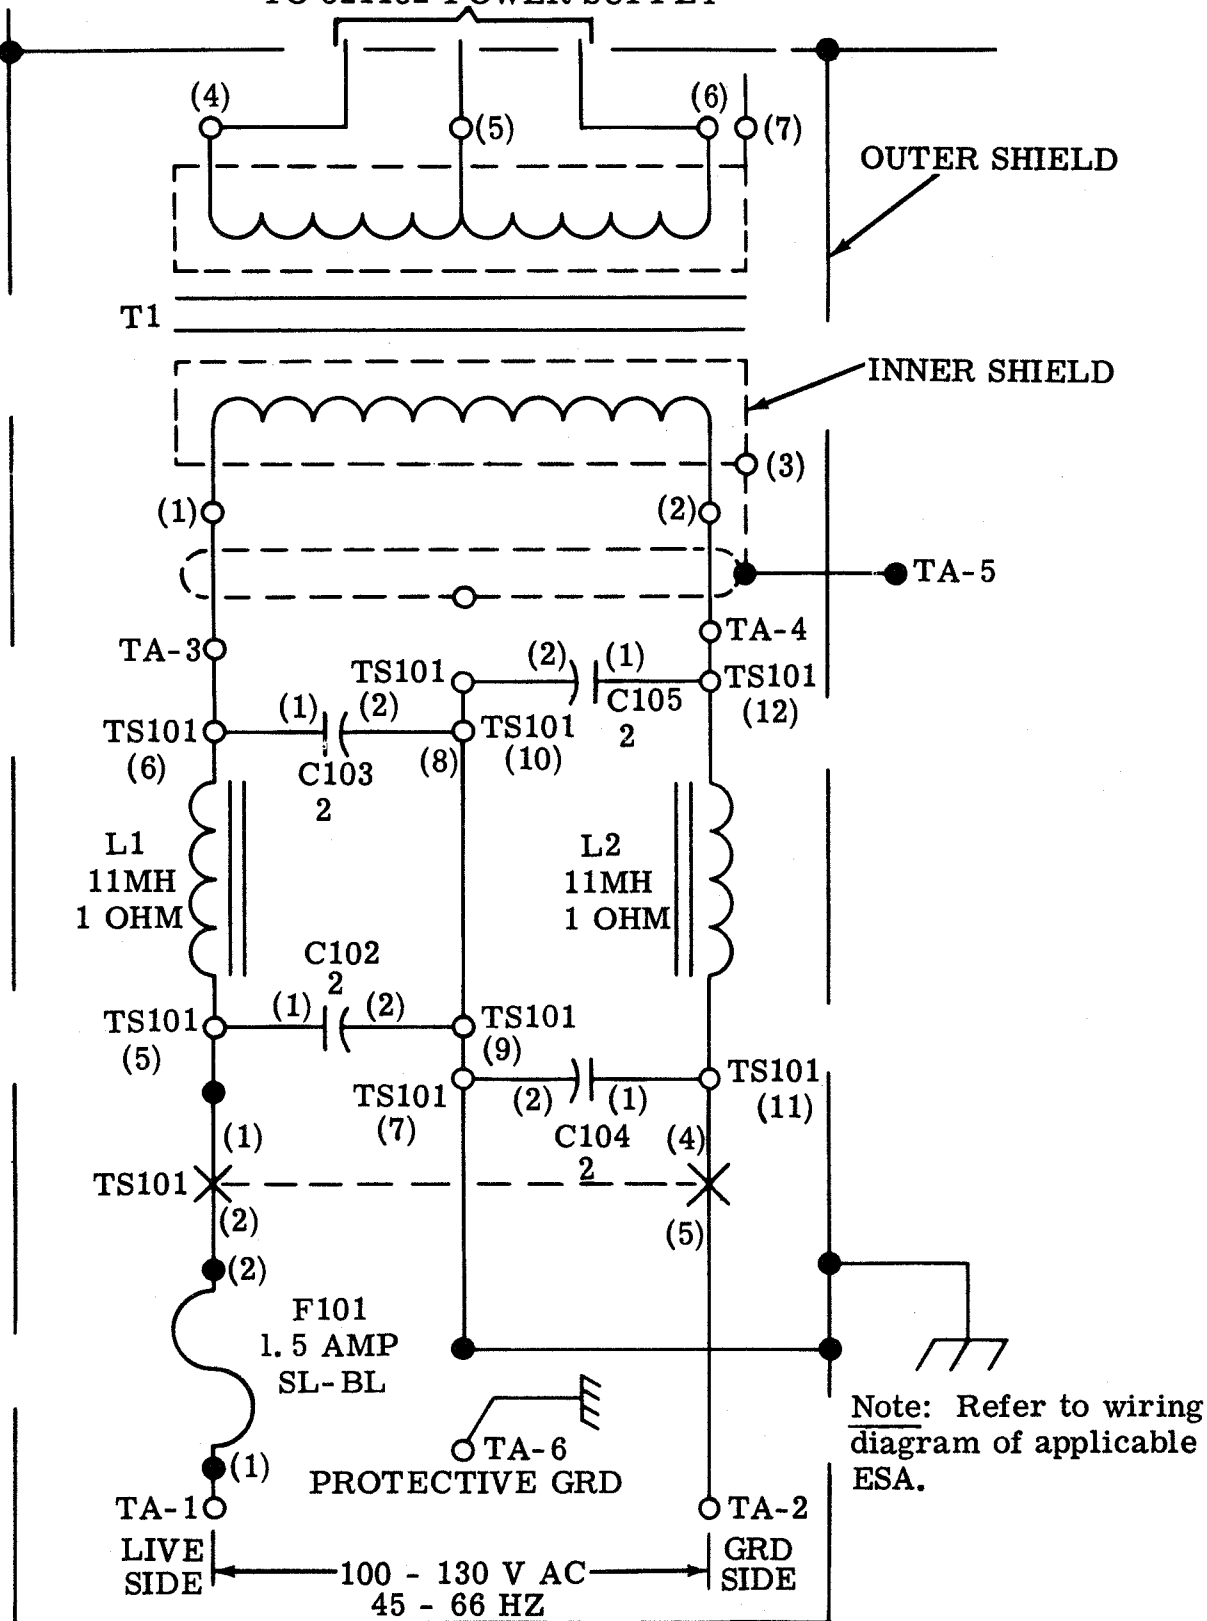 (4)
(6)
(5)
(7)
OUTER SHIELD
T1
INNER SHIELD
(3)
(1)
(2)
TA-5
TA-3
TA-4
TS101
(2)
(1)
TS101
(12)
C105
2
TS101
(6)
(1)
(2)
C103
2
(8)
TS101
(10)
L1
11MH
1 OHM
L2
11MH
1 OHM
C102
2
TS101
(5)
(1)
(2)
TS101
(9)
TS101
(7)
(2)
(1)
C104
2
TS101
(11)
(1)
(4)
TS101
(2)
(5)
(2)
F101
1.5 AMP
SL-BL
Note: Refer to wiring
diagram of applicable
ESA.
(1)
TA-6
PROTECTIVE GRD
TA-1
TA-2
LIVE
SIDE
100 - 130 V AC
45 - 66 HZ
GRD
SIDE